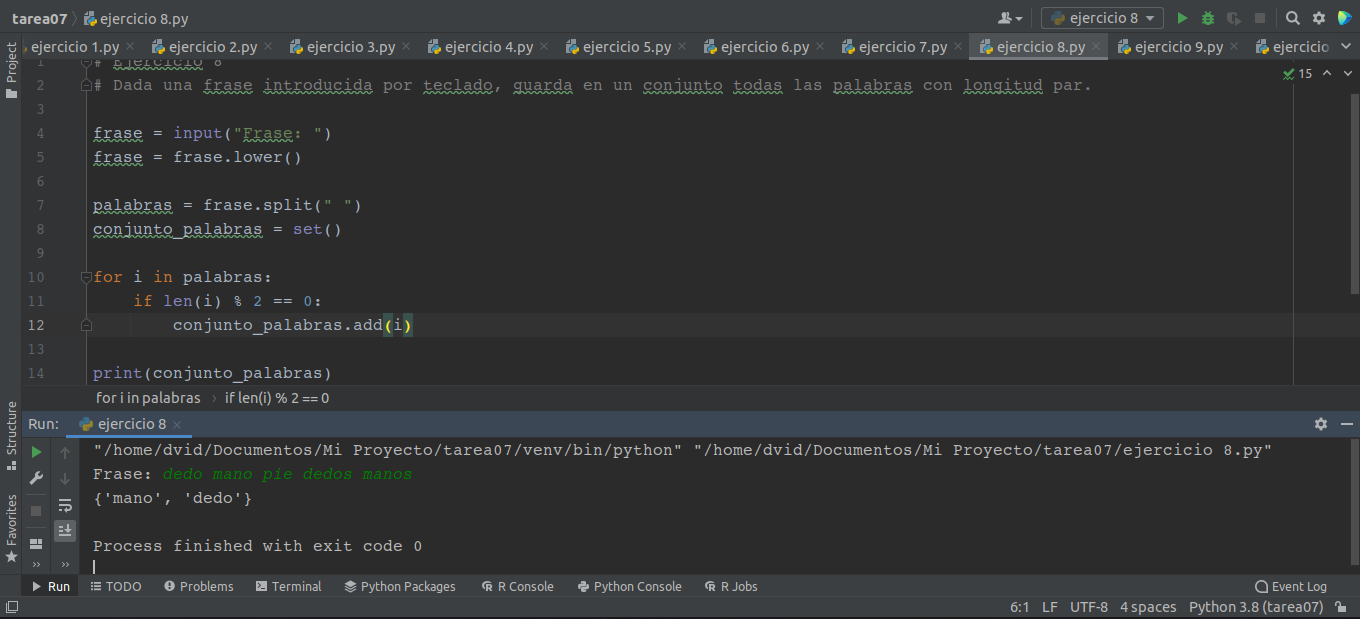 tarea07 ejercicio 8.py ejercicio 8
ejercicio 1.py ejercicio 2.py ejercicio 3.py ejercicio 4.py ejercicio 5.py ejercicio 6.py ejercicio 7.py ejercicio 8.py ejercicio 9.py ejercicio
Project
1 # Ejercicio 8
15
2 # Dada una frase introducida por teclado, guarda en un conjunto todas las palabras con longitud par.
3
4 frase = input("Frase: ")
5 frase = frase.lower()
6
7 palabras = frase.split(" ")
8 conjunto_palabras = set()
9
10 for i in palabras:
11     if len(i) % 2 == 0:
12         conjunto_palabras.add(i)
13
14 print(conjunto_palabras)
for i in palabras › if len(i) % 2 == 0
Structure
Favorites
Run: ejercicio 8
"/home/dvid/Documentos/Mi Proyecto/tarea07/venv/bin/python" "/home/dvid/Documentos/Mi Proyecto/tarea07/ejercicio 8.py"
Frase: dedo mano pie dedos manos
{'mano', 'dedo'}
Process finished with exit code 0
Run TODO Problems Terminal Python Packages R Console Python Console R Jobs Event Log
6:1 LF UTF-8 4 spaces Python 3.8 (tarea07)